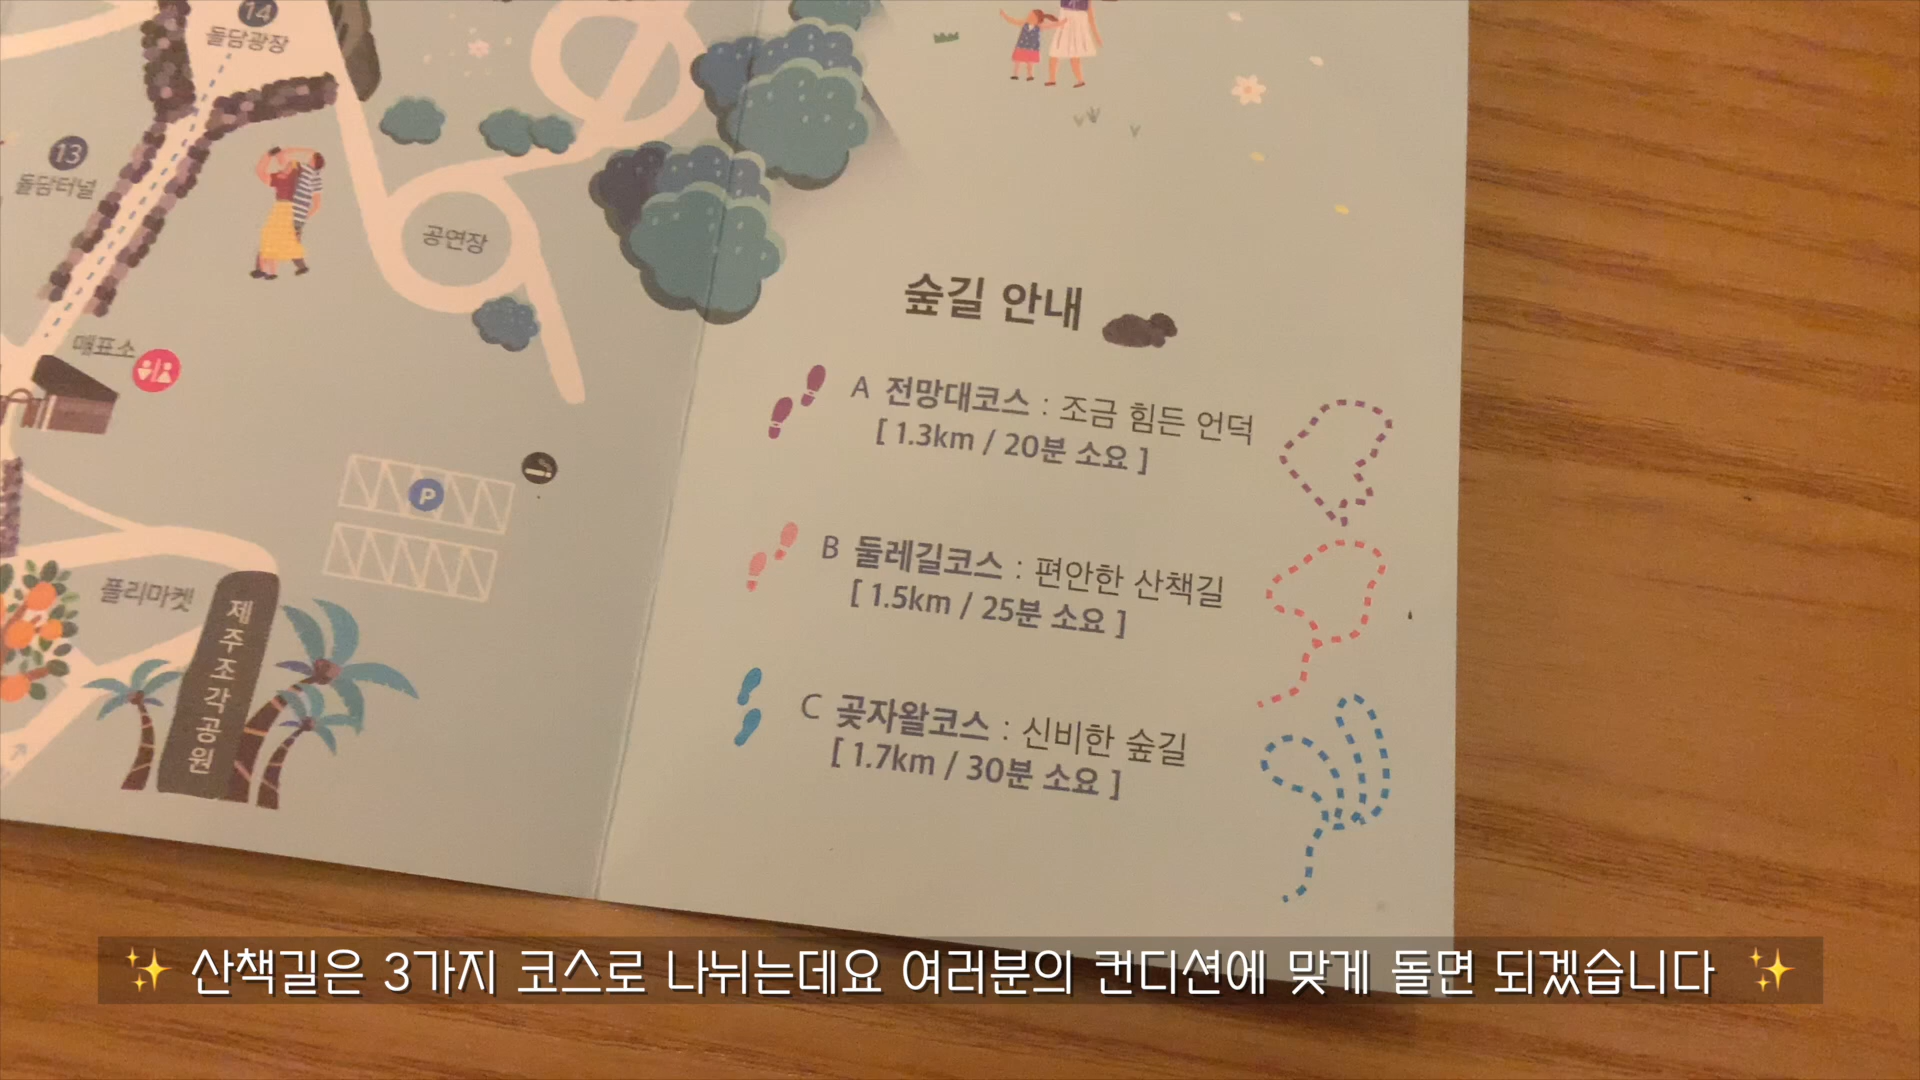 14
돌담광장
13
돌담터널
공연장
매표소
P
플리마켓
제주조각공원
숲길 안내
A 전망대코스 : 조금 힘든 언덕
[ 1.3km / 20분 소요 ]
B 둘레길코스 : 편안한 산책길
[ 1.5km / 25분 소요 ]
C 곶자왈코스 : 신비한 숲길
[ 1.7km / 30분 소요 ]
✨ 산책길은 3가지 코스로 나뉘는데요 여러분의 컨디션에 맞게 돌면 되겠습니다 ✨